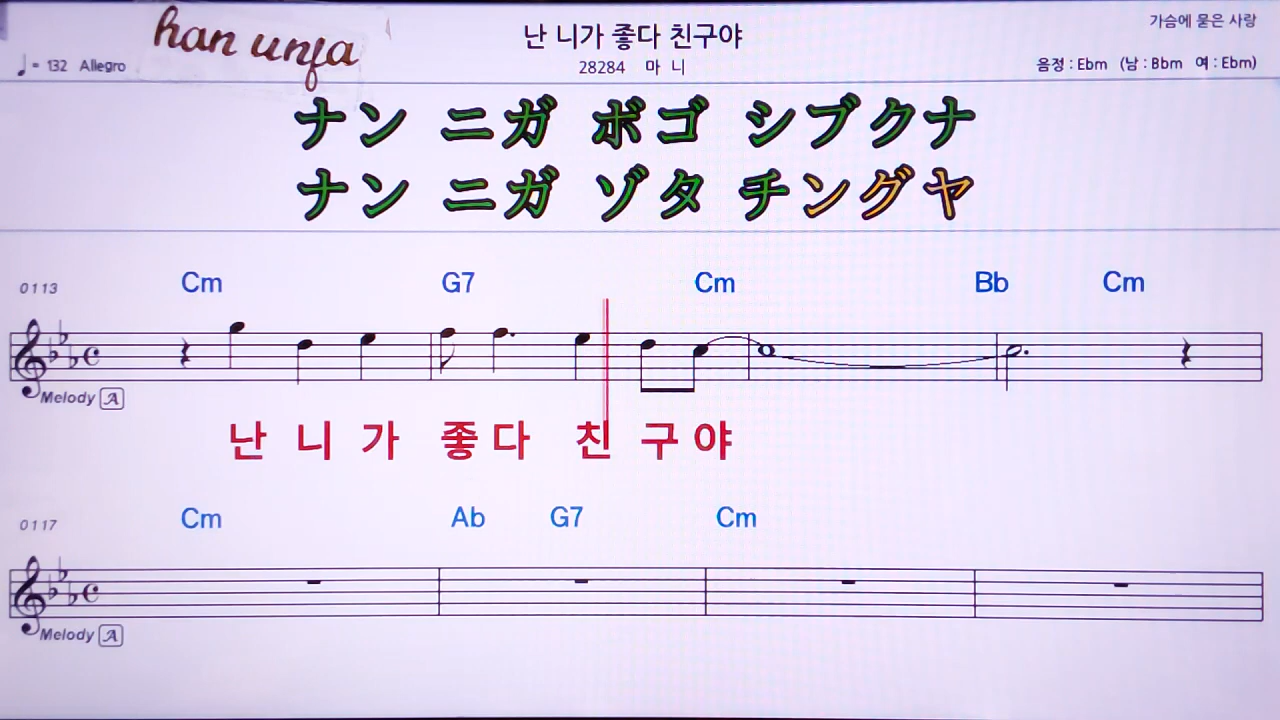 han unfa
난 니가 좋다 친구야
가슴에 묻은 사랑
♩= 132 Allegro
28284 마 니
음정 : Ebm (남 : Bbm 여 : Ebm)
ナン ニガ ボゴ シプクナ
ナン ニガ ゾタ チングヤ
0113 Cm G7 Cm Bb Cm
Melody A
난 니 가 좋 다 친 구 야
0117 Cm Ab G7 Cm
Melody A